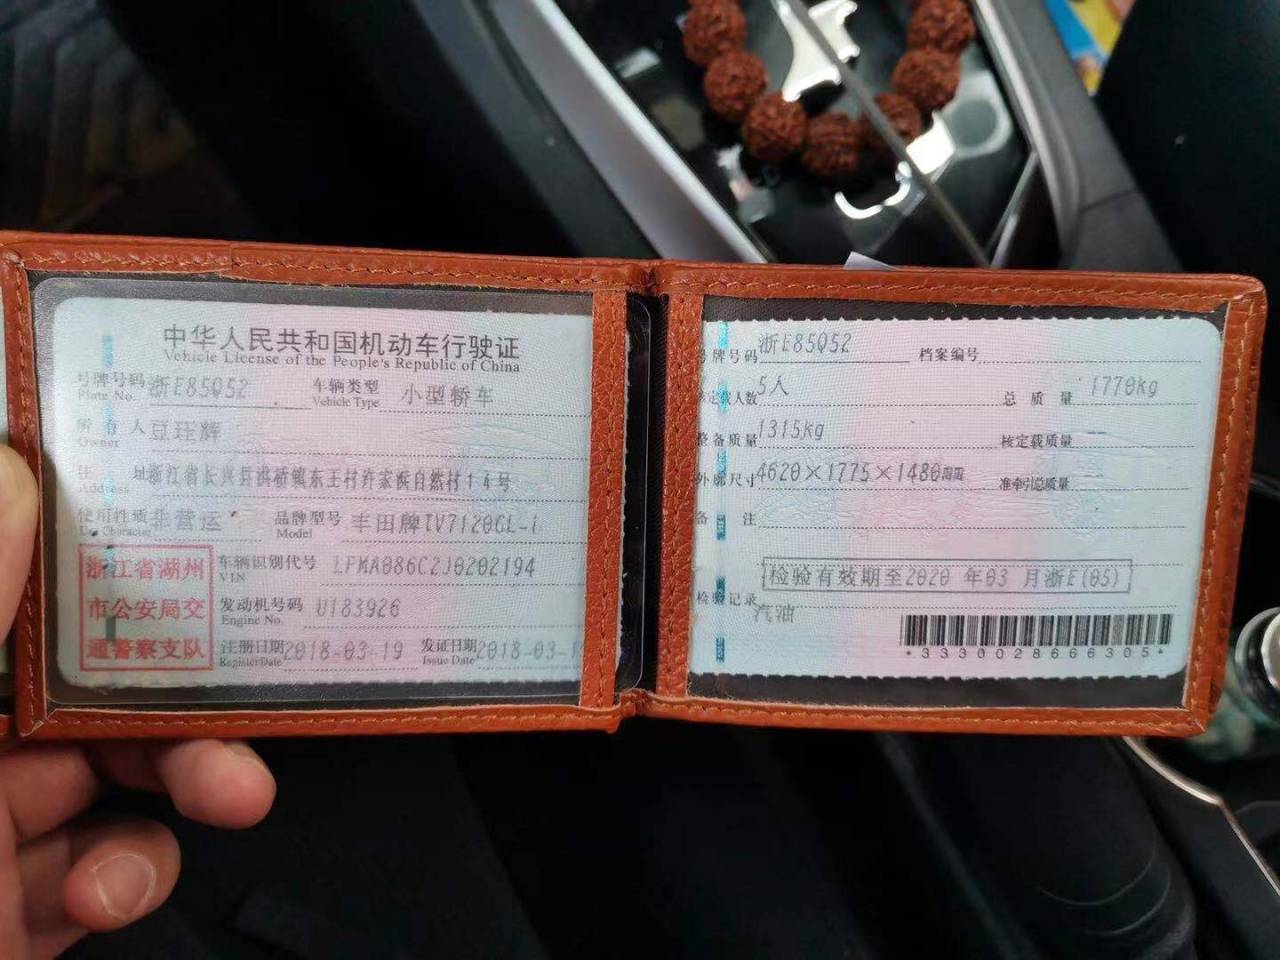 中华人民共和国机动车行驶证
Vehicle License of the People's Republic of China
号牌号码 浙E85Q52 车辆类型 小型轿车
Plate No. Vehicle Type
所有人 豆珏辉
Owner
住址 浙江省长兴县洪桥镇东王村许家浜自然村14号
Address
使用性质 非营运 品牌型号 丰田牌TV7120GL-i
Use Character Model
浙江省湖州
市公安局交
通警察支队
车辆识别代号 LFMA086C2J0202194
VIN
发动机号码 U183926
Engine No.
注册日期 2018-03-19 发证日期 2018-03-1
Register Date Issue Date
号牌号码 浙E85Q52 档案编号
核定载人数 5人 总质量 1770kg
整备质量 1315kg 核定载质量 --
外廓尺寸 4620×1775×1480mm 准牵引总质量 --
备注
检验有效期至2020年03月浙E(05)
检验记录
汽油
*3330028666305*